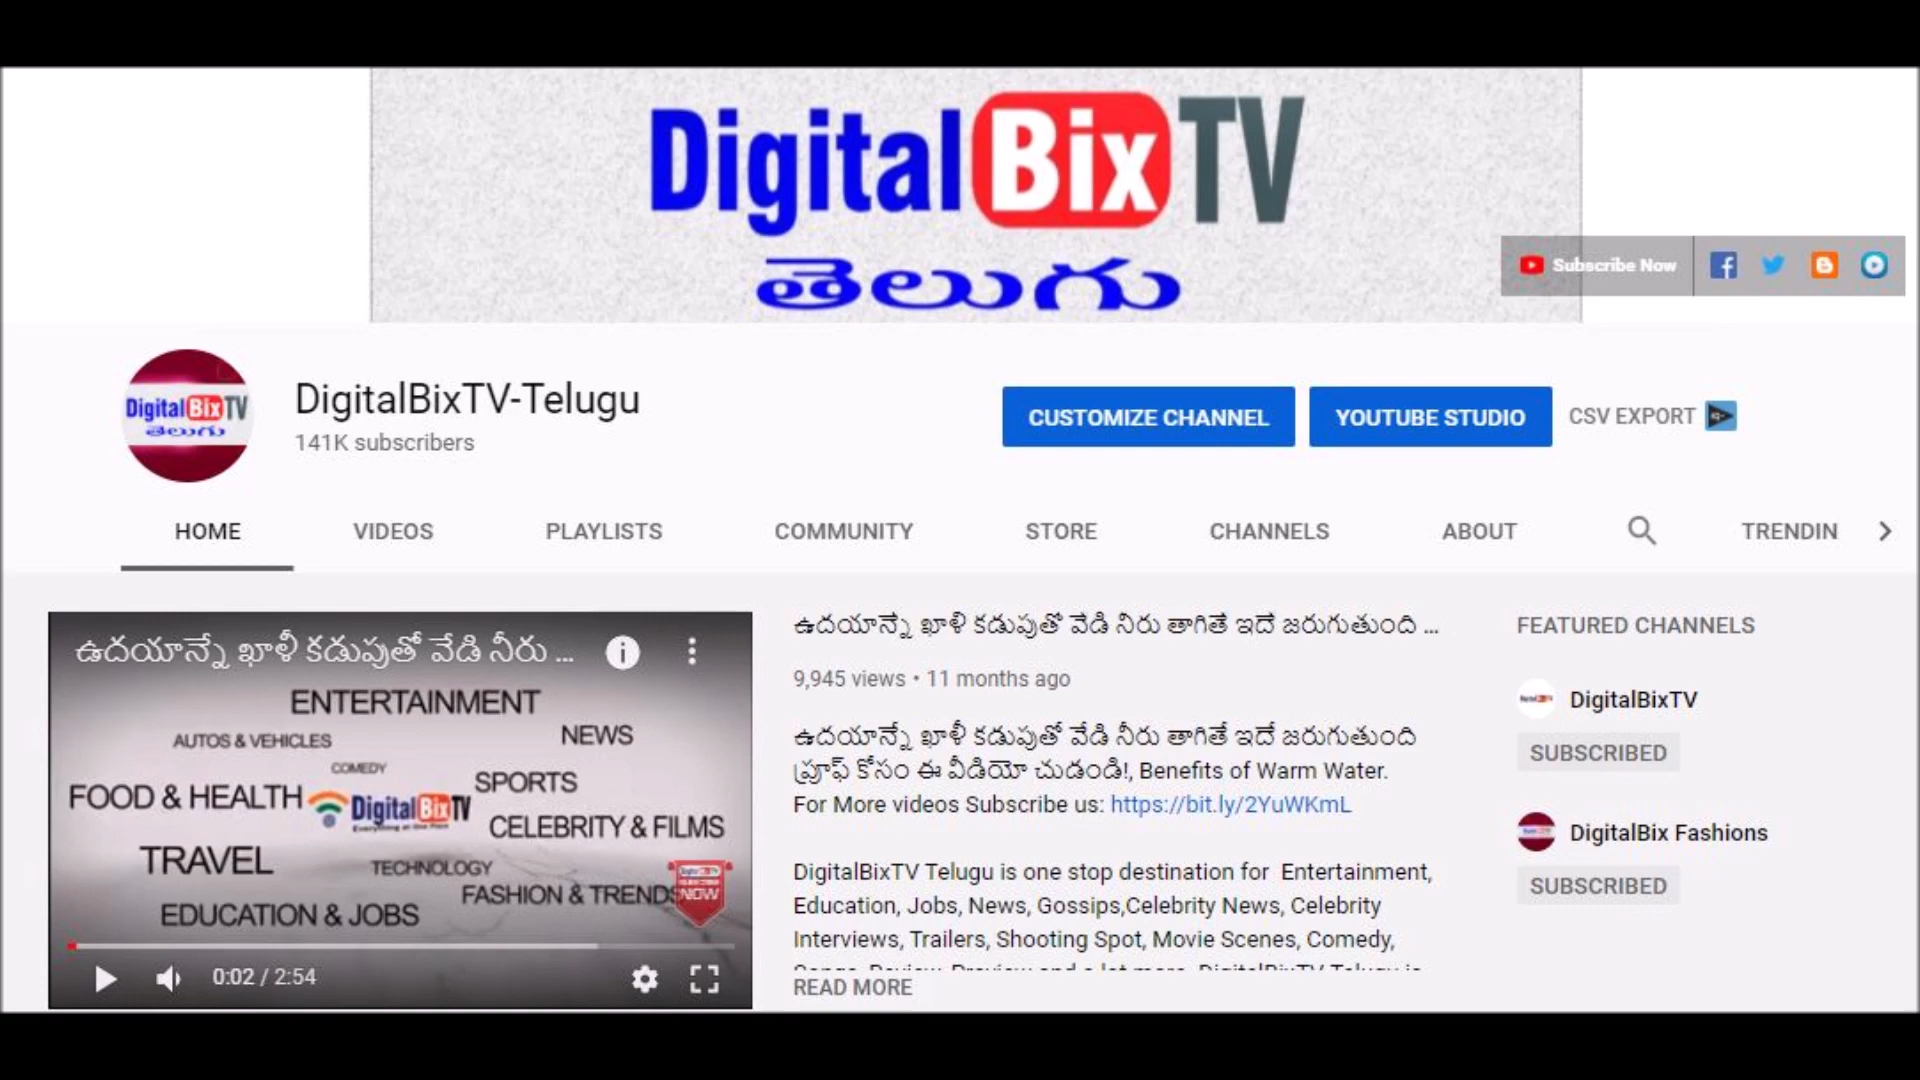 DigitalBixTV
తెలుగు
Subscribe Now
DigitalBixTV
తెలుగు
DigitalBixTV-Telugu
141K subscribers
CUSTOMIZE CHANNEL
YOUTUBE STUDIO
CSV EXPORT
HOME
VIDEOS
PLAYLISTS
COMMUNITY
STORE
CHANNELS
ABOUT
TRENDIN
ఉదయాన్నే ఖాళీ కడుపుతో వేడి నీరు ...
ENTERTAINMENT
AUTOS & VEHICLES
NEWS
COMEDY
SPORTS
FOOD & HEALTH
DigitalBixTV
CELEBRITY & FILMS
TRAVEL
TECHNOLOGY
FASHION & TRENDS
NOW
EDUCATION & JOBS
0:02 / 2:54
ఉదయాన్నే ఖాళి కడుపుతో వేడి నీరు తాగితే ఇదే జరుగుతుంది ...
9,945 views • 11 months ago
ఉదయాన్నే ఖాళీ కడుపుతో వేడి నీరు తాగితే ఇదే జరుగుతుంది
ప్రూఫ్ కోసం ఈ వీడియో చుడండి!, Benefits of Warm Water.
For More videos Subscribe us: https://bit.ly/2YuWKmL
DigitalBixTV Telugu is one stop destination for Entertainment,
Education, Jobs, News, Gossips,Celebrity News, Celebrity
Interviews, Trailers, Shooting Spot, Movie Scenes, Comedy,
READ MORE
FEATURED CHANNELS
DigitalBixTV
SUBSCRIBED
DigitalBix Fashions
SUBSCRIBED